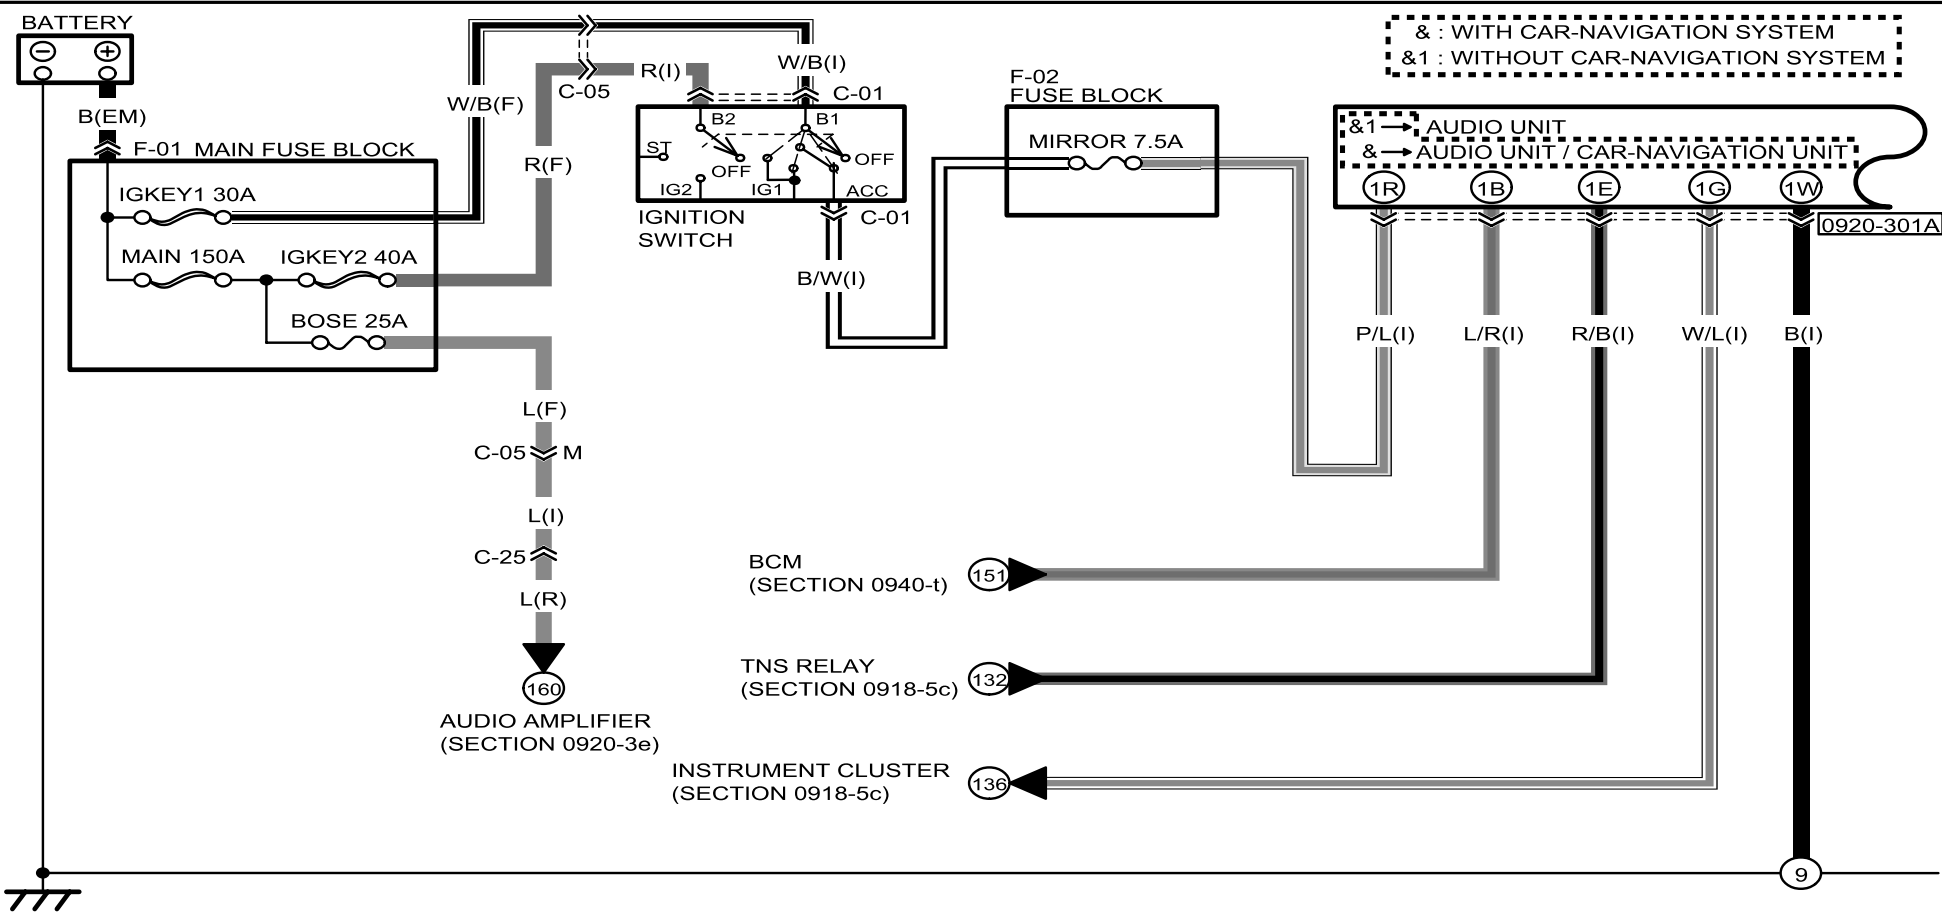 BATTERY
− +
B(EM)
F-01 MAIN FUSE BLOCK
IGKEY1 30A
MAIN 150A
IGKEY2 40A
BOSE 25A
W/B(F)
R(F)
C-05
R(I)
W/B(I)
C-01
B2
B1
ST
OFF
OFF
IG2
IG1
ACC
IGNITION
SWITCH
C-01
B/W(I)
F-02
FUSE BLOCK
MIRROR 7.5A
& : WITH CAR-NAVIGATION SYSTEM
&1 : WITHOUT CAR-NAVIGATION SYSTEM
&1 → AUDIO UNIT
& → AUDIO UNIT / CAR-NAVIGATION UNIT
1R
1B
1E
1G
1W
0920-301A
P/L(I)
L/R(I)
R/B(I)
W/L(I)
B(I)
L(F)
C-05
M
L(I)
C-25
L(R)
160
AUDIO AMPLIFIER
(SECTION 0920-3e)
BCM
(SECTION 0940-t)
151
TNS RELAY
(SECTION 0918-5c)
132
INSTRUMENT CLUSTER
(SECTION 0918-5c)
136
9